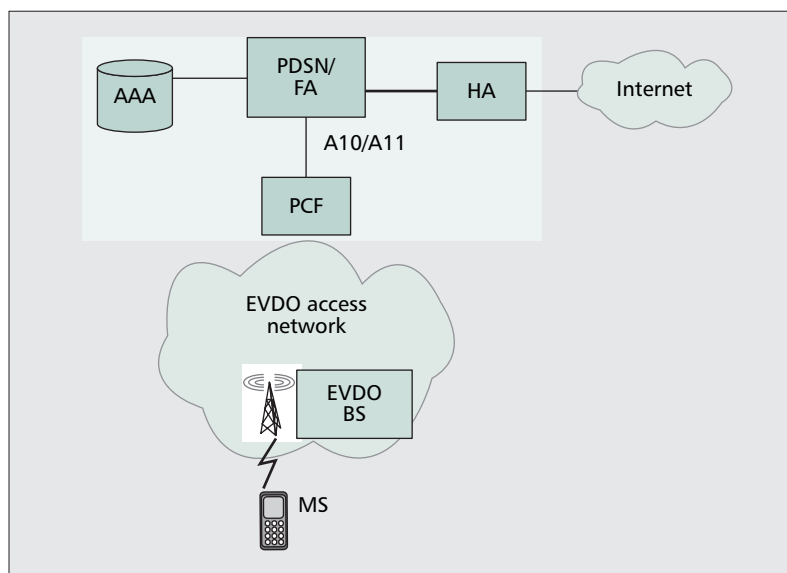 AAA
PDSN/
FA
HA
Internet
A10/A11
PCF
EVDO access
network
EVDO
BS
MS